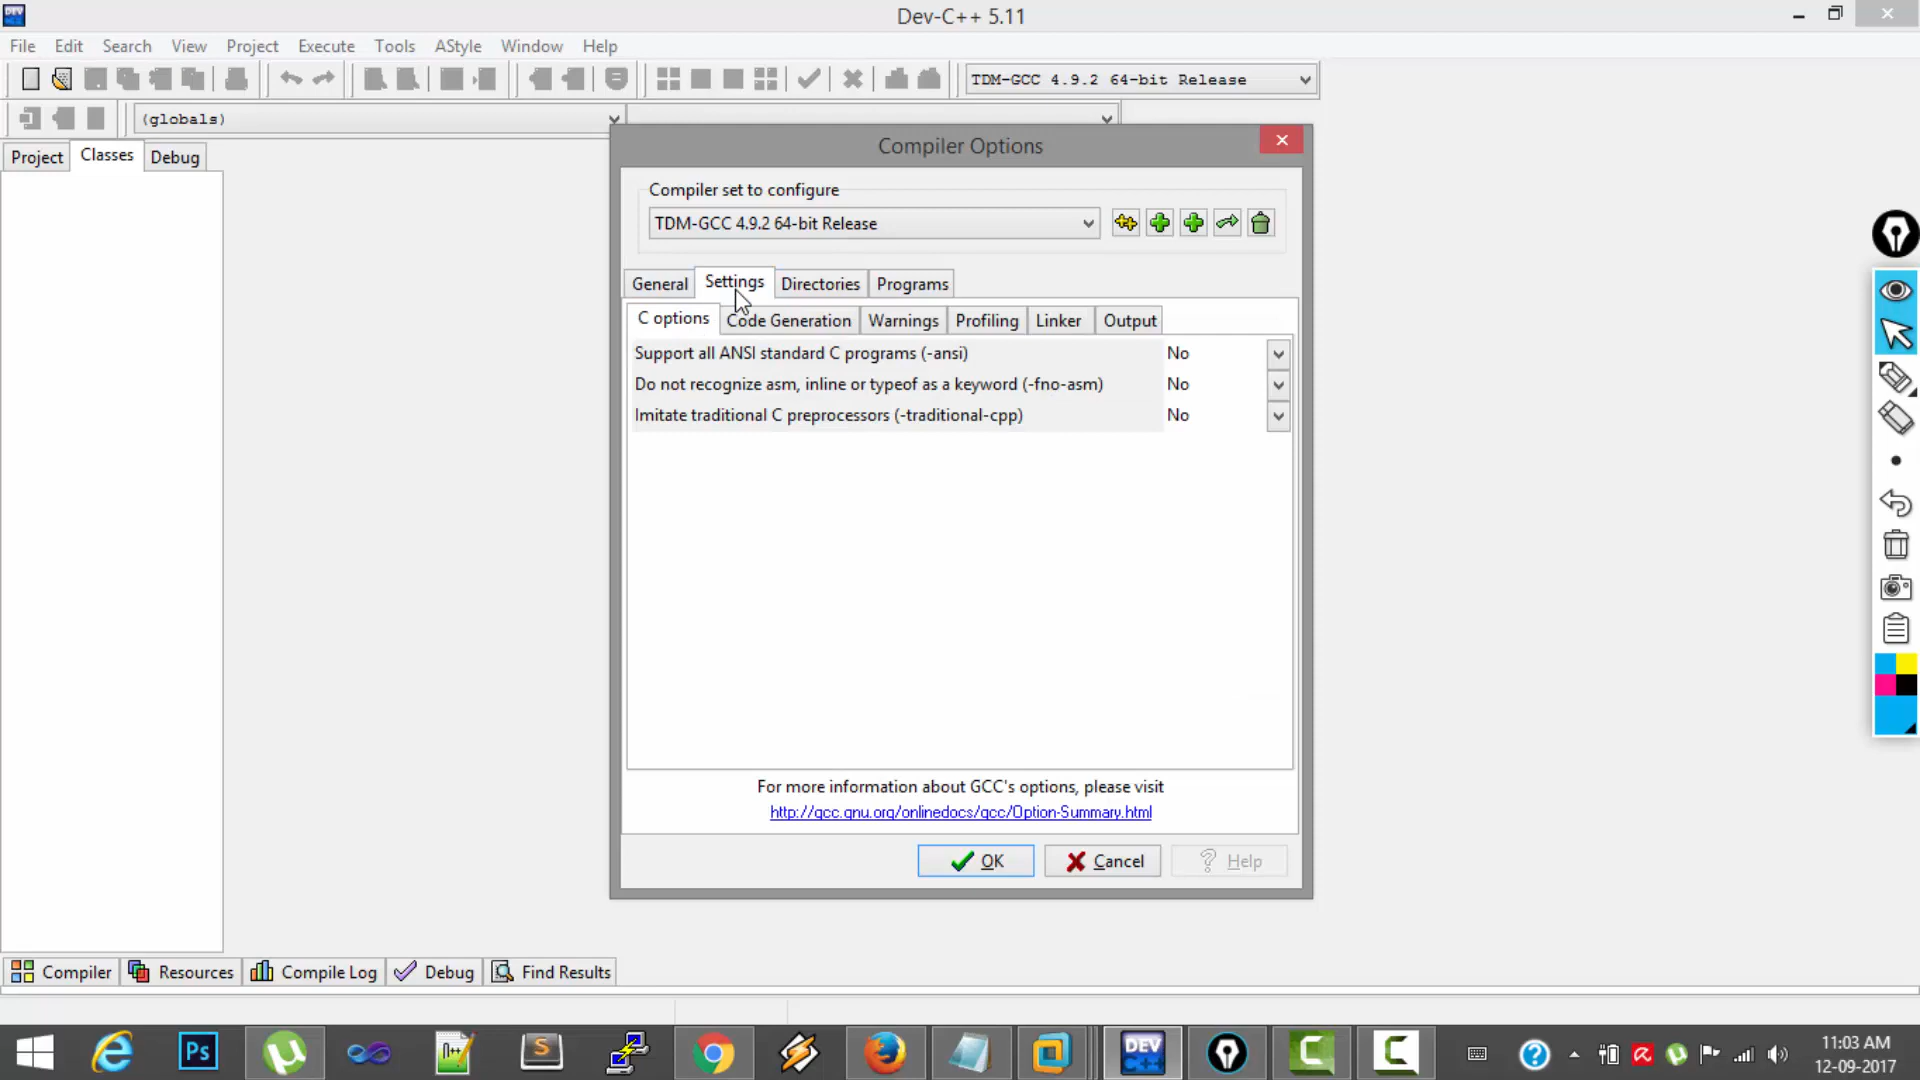 Dev-C++ 5.11
File Edit Search View Project Execute Tools AStyle Window Help
TDM-GCC 4.9.2 64-bit Release
(globals)
Project Classes Debug
Compiler Options
Compiler set to configure
TDM-GCC 4.9.2 64-bit Release
General Settings Directories Programs
C options Code Generation Warnings Profiling Linker Output
Support all ANSI standard C programs (-ansi) No
Do not recognize asm, inline or typeof as a keyword (-fno-asm) No
Imitate traditional C preprocessors (-traditional-cpp) No
For more information about GCC's options, please visit
http://gcc.gnu.org/onlinedocs/gcc/Option-Summary.html
OK Cancel Help
Compiler Resources Compile Log Debug Find Results
Ps n++ S DEV C++ C C
11:03 AM
12-09-2017